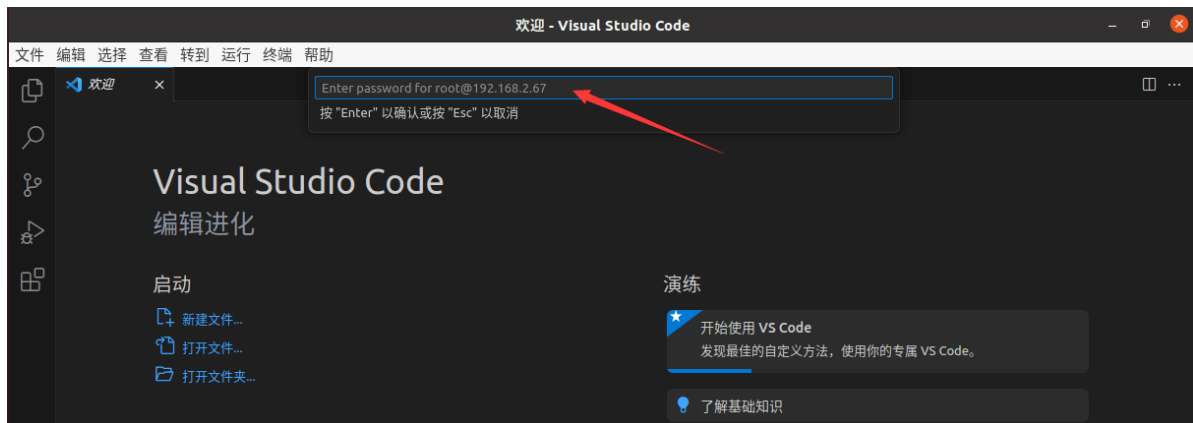 欢迎 - Visual Studio Code
文件 编辑 选择 查看 转到 运行 终端 帮助
欢迎
Enter password for root@192.168.2.67
按 "Enter" 以确认或按 "Esc" 以取消
Visual Studio Code
编辑进化
启动
新建文件...
打开文件...
打开文件夹...
演练
开始使用 VS Code
发现最佳的自定义方法，使用你的专属 VS Code。
了解基础知识